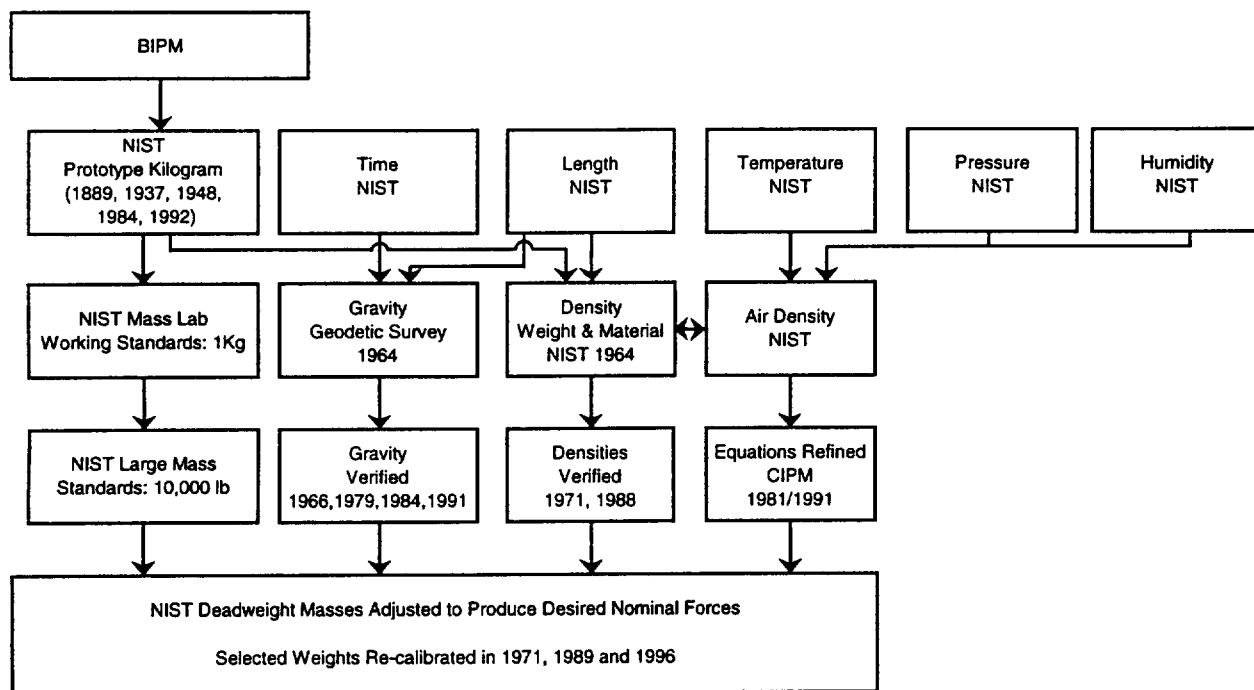 BIPM
NIST
Prototype Kilogram
(1889, 1937, 1948,
1984, 1992)
Time
NIST
Length
NIST
Temperature
NIST
Pressure
NIST
Humidity
NIST
NIST Mass Lab
Working Standards: 1Kg
Gravity
Geodetic Survey
1964
Density
Weight & Material
NIST 1964
Air Density
NIST
NIST Large Mass
Standards: 10,000 lb
Gravity
Verified
1966,1979,1984,1991
Densities
Verified
1971, 1988
Equations Refined
CIPM
1981/1991
NIST Deadweight Masses Adjusted to Produce Desired Nominal Forces
Selected Weights Re-calibrated in 1971, 1989 and 1996